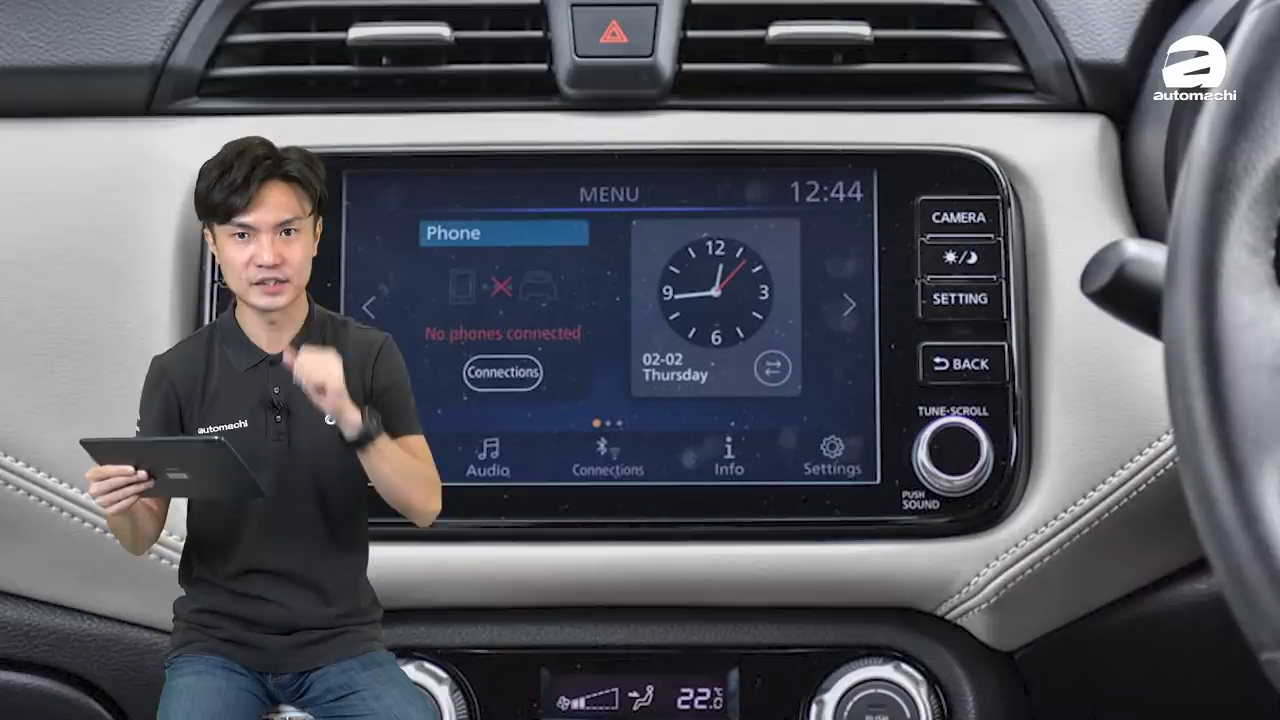 automachi
MENU
12:44
Phone
No phones connected
Connections
12
9
3
6
02-02
Thursday
Audio
Connections
Info
Settings
CAMERA
SETTING
BACK
TUNE•SCROLL
PUSH
SOUND
automachi
22.0
PUSH